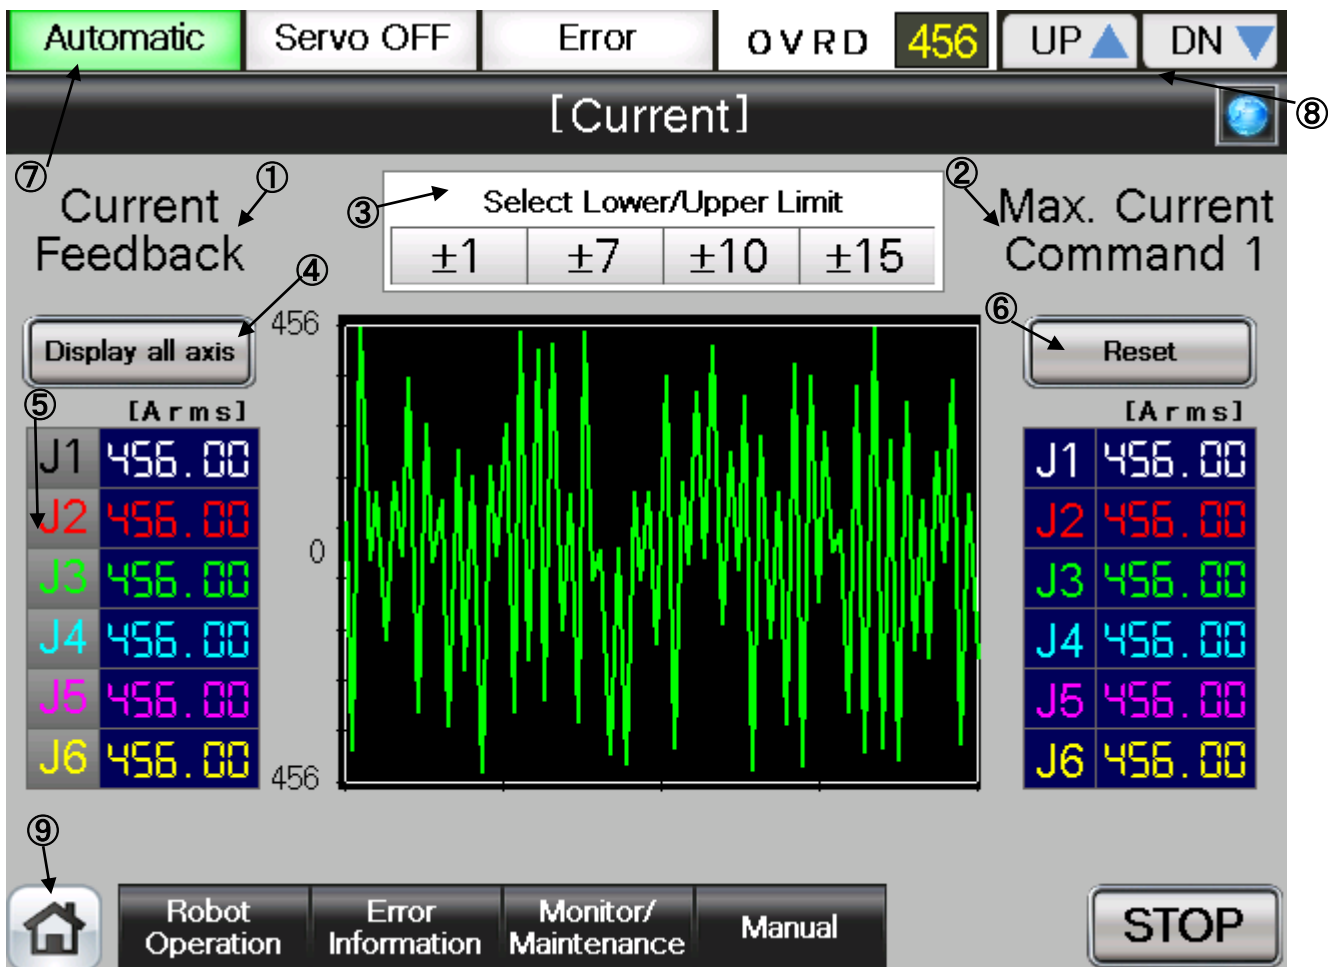 Automatic Servo OFF Error OVRD 456 UP DN
[Current]
⑧
⑦ ① ② 
Current
Feedback
③ Select Lower/Upper Limit
±1 ±7 ±10 ±15
Max. Current
Command 1
④ ⑥
Display all axis 456 Reset
⑤ [Arms] [Arms]
J1 456.00 J1 456.00
J2 456.00 J2 456.00
0
J3 456.00 J3 456.00
J4 456.00 J4 456.00
J5 456.00 J5 456.00
J6 456.00 J6 456.00
456
⑨
Robot
Operation
Error
Information
Monitor/
Maintenance
Manual
STOP